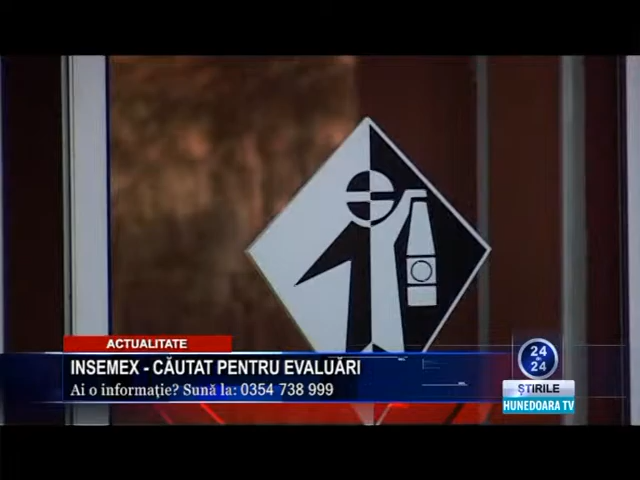 ACTUALITATE
INSEMEX - CĂUTAT PENTRU EVALUĂRI
Ai o informaţie? Sună la: 0354 738 999
24
24
ŞTIRILE
HUNEDOARA TV